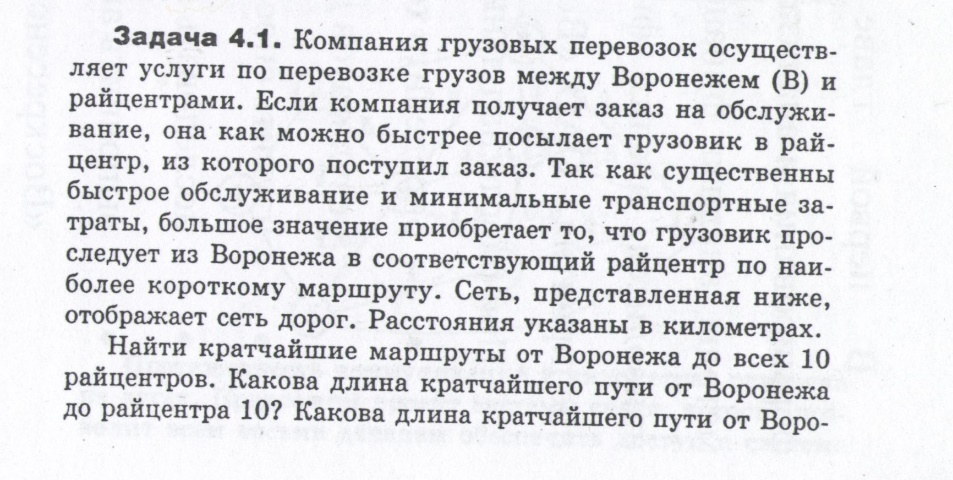 Задача 4.1. Компания грузовых перевозок осуществ-
ляет услуги по перевозке грузов между Воронежем (В) и
райцентрами. Если компания получает заказ на обслужи-
вание, она как можно быстрее посылает грузовик в рай-
центр, из которого поступил заказ. Так как существенны
быстрое обслуживание и минимальные транспортные за-
траты, большое значение приобретает то, что грузовик про-
следует из Воронежа в соответствующий райцентр по наи-
более короткому маршруту. Сеть, представленная ниже,
отображает сеть дорог. Расстояния указаны в километрах.
Найти кратчайшие маршруты от Воронежа до всех 10
райцентров. Какова длина кратчайшего пути от Воронежа
до райцентра 10? Какова длина кратчайшего пути от Воро-